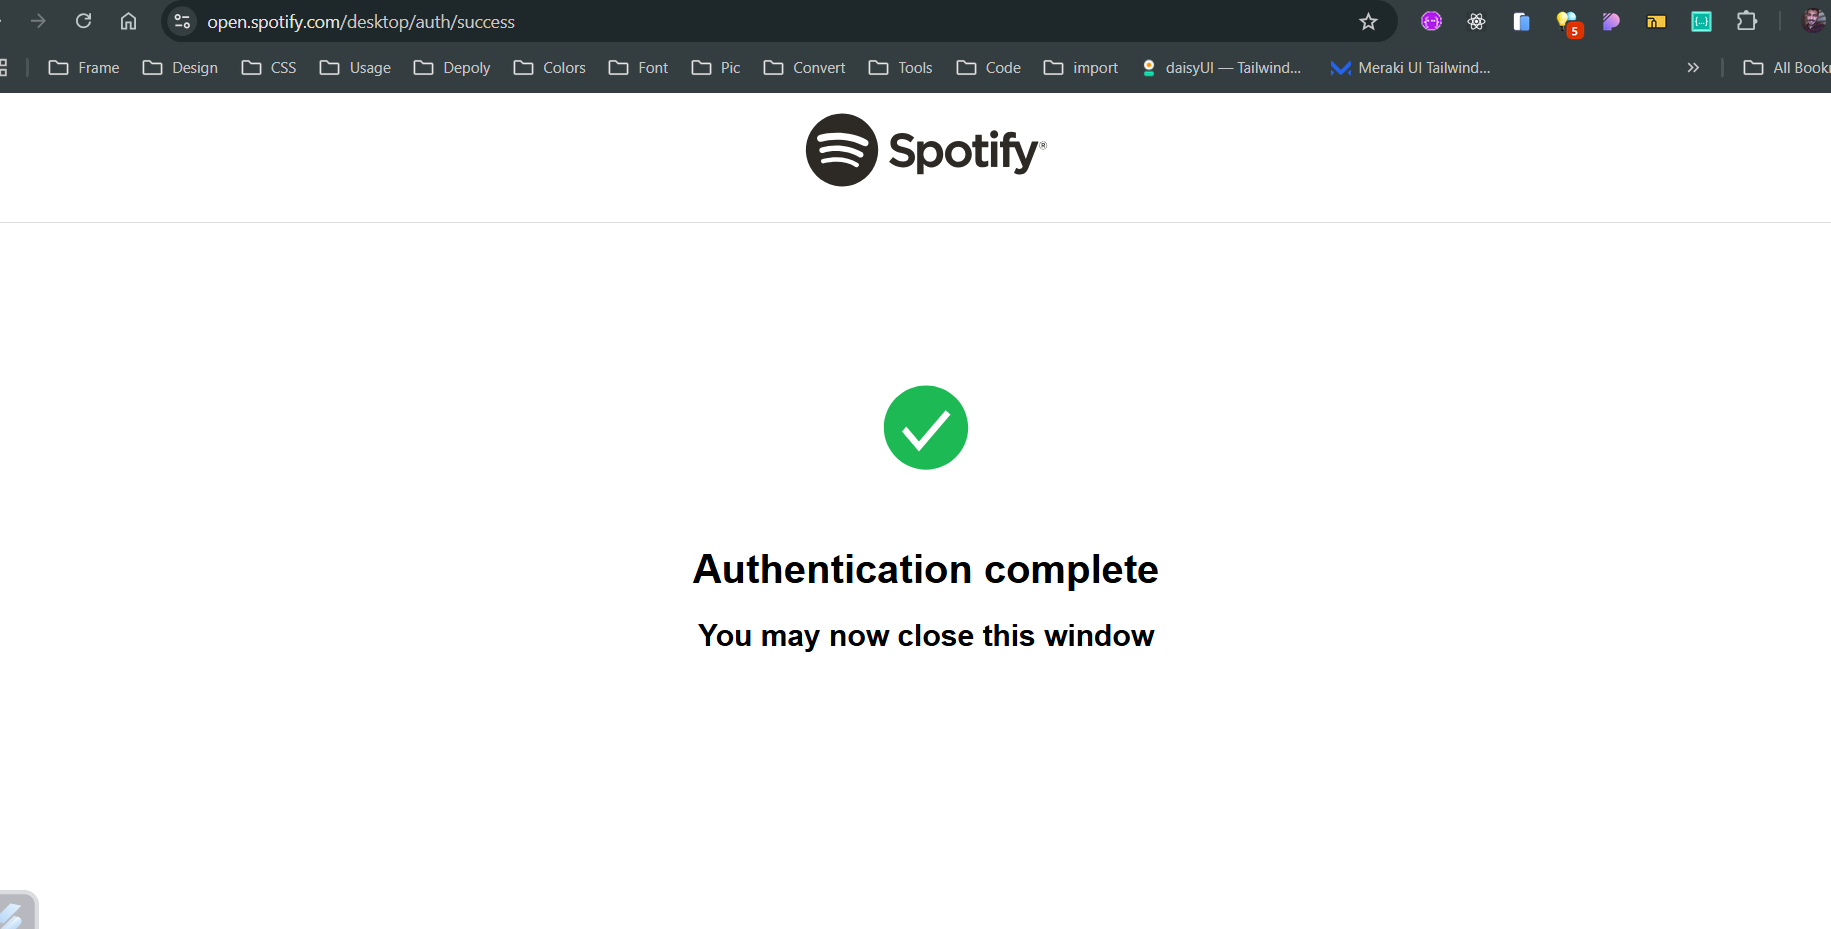 open.spotify.com/desktop/auth/success
5
Frame
Design
CSS
Usage
Depoly
Colors
Font
Pic
Convert
Tools
Code
import
daisyUI — Tailwind...
Meraki UI Tailwind...
»
All Book
Spotify®
Authentication complete
You may now close this window